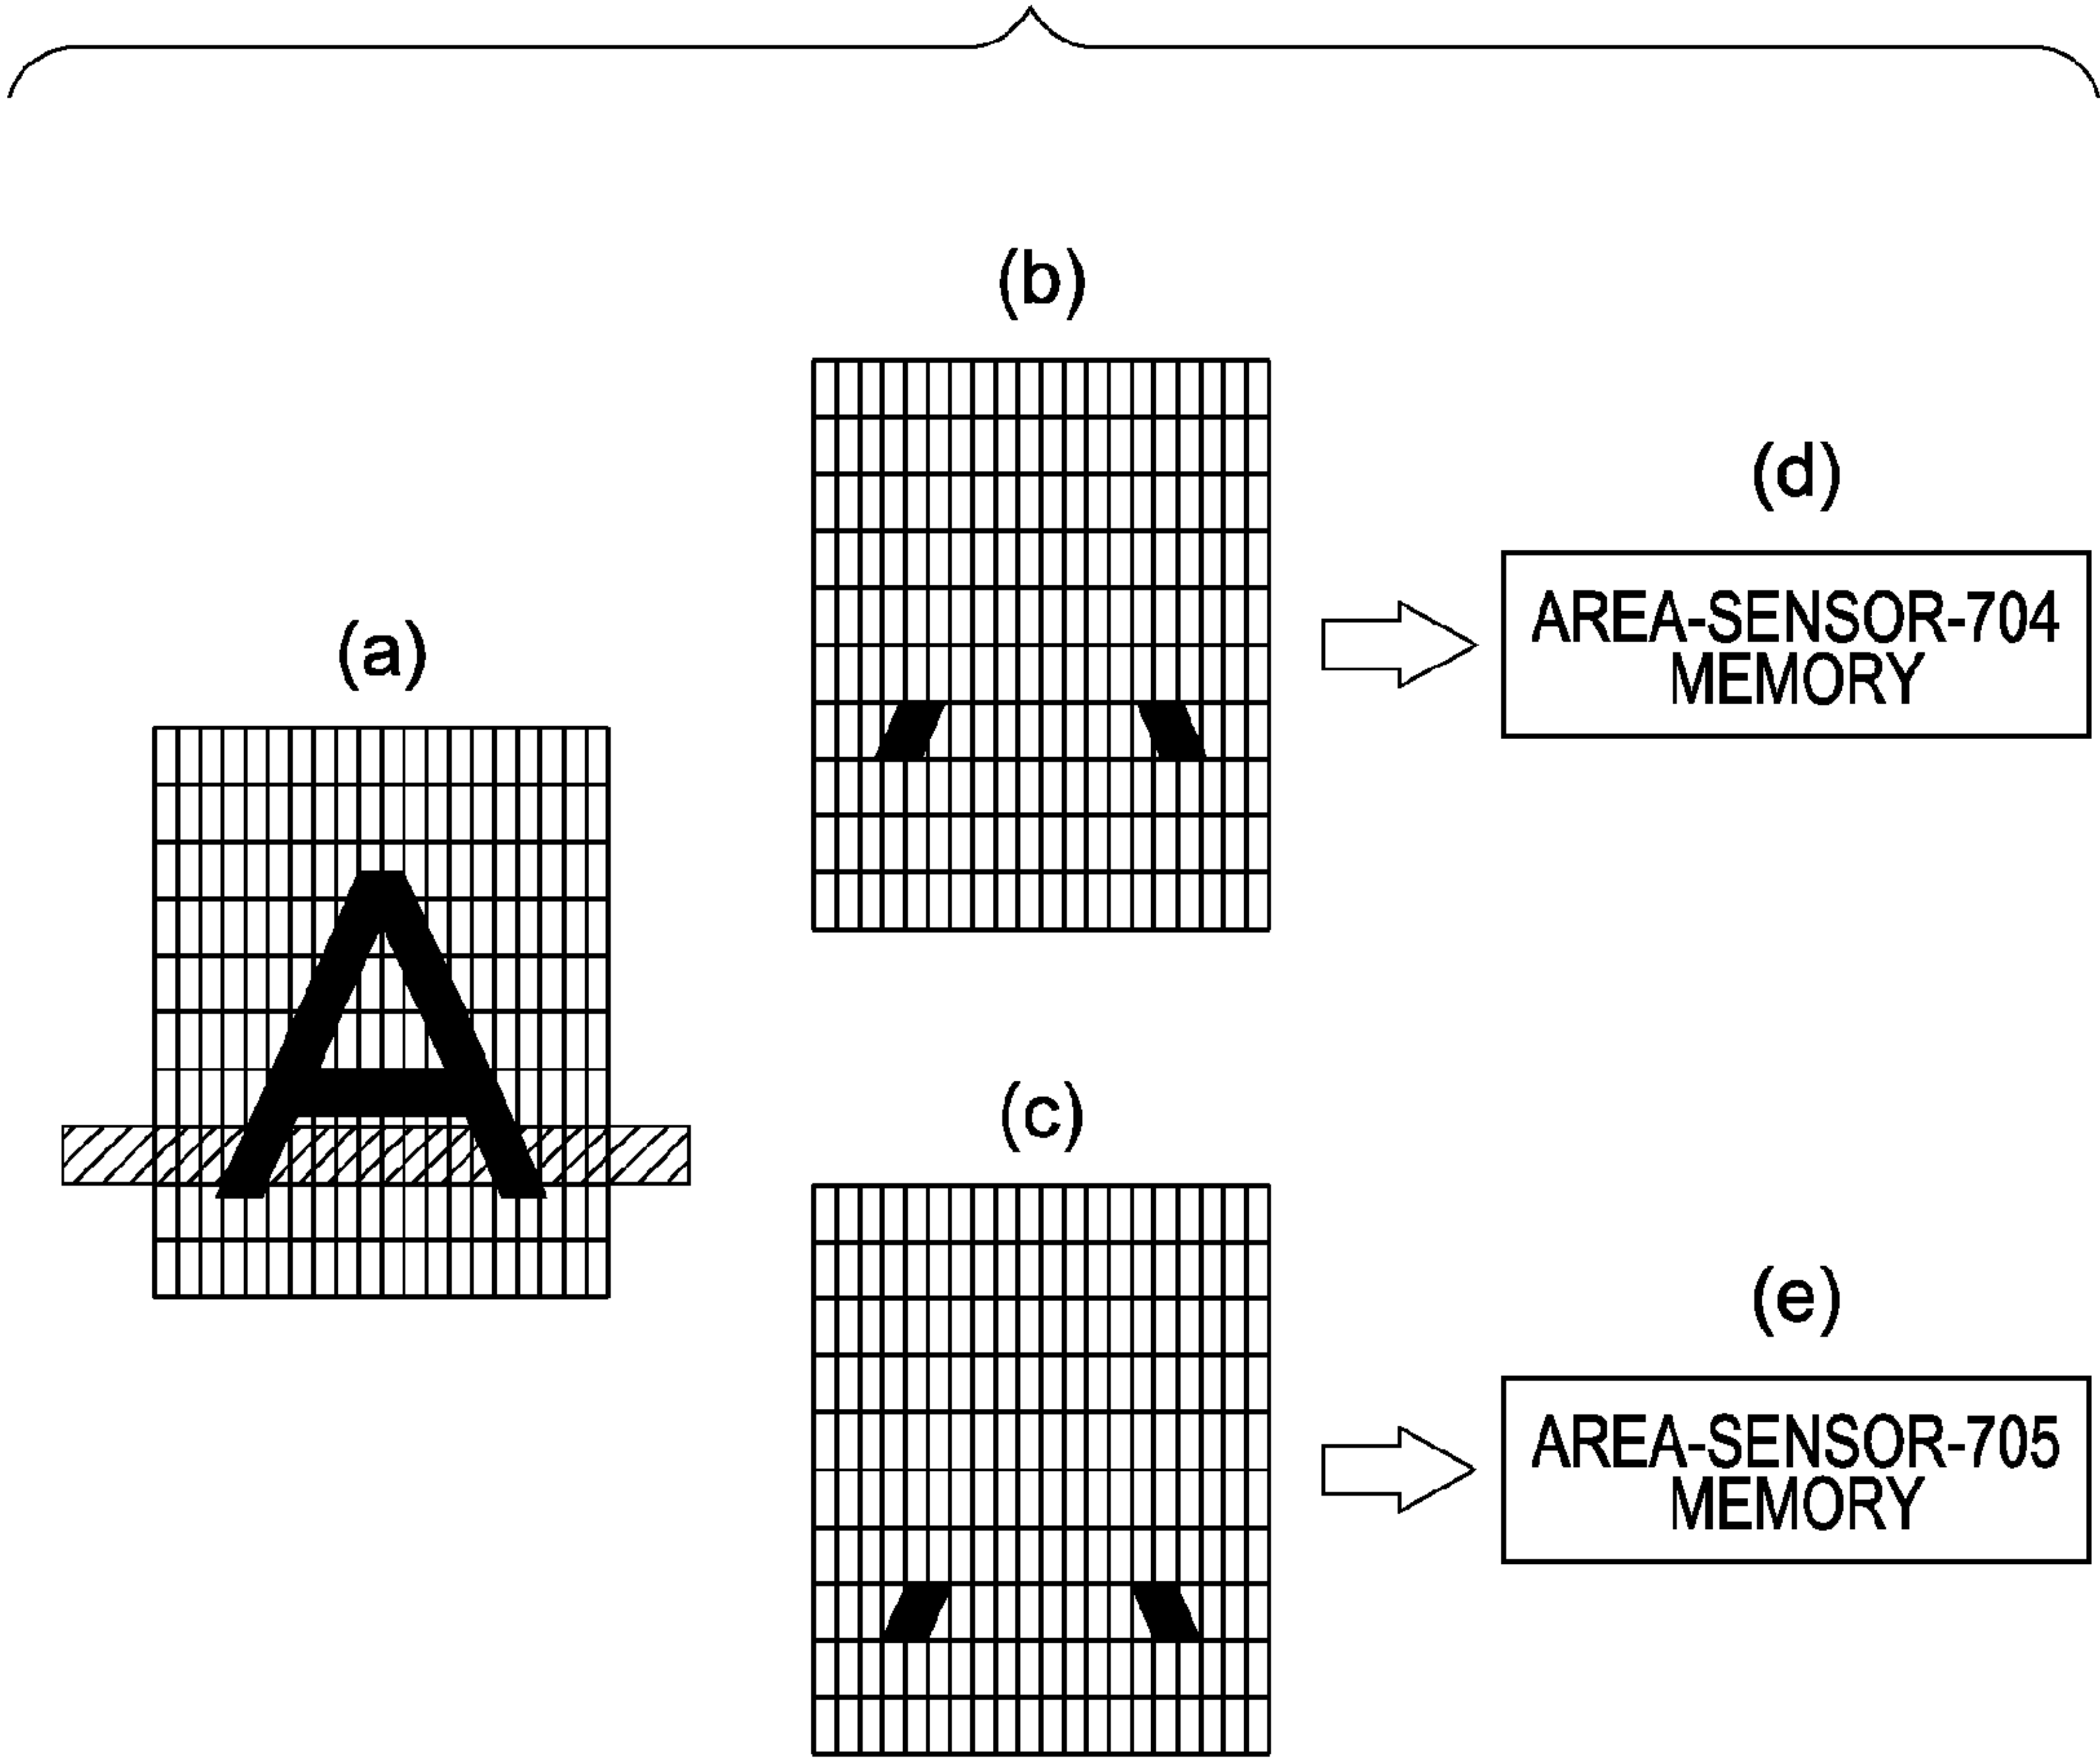 (a)
A
(b)
(c)
(d)
AREA-SENSOR-704
MEMORY
(e)
AREA-SENSOR-705
MEMORY